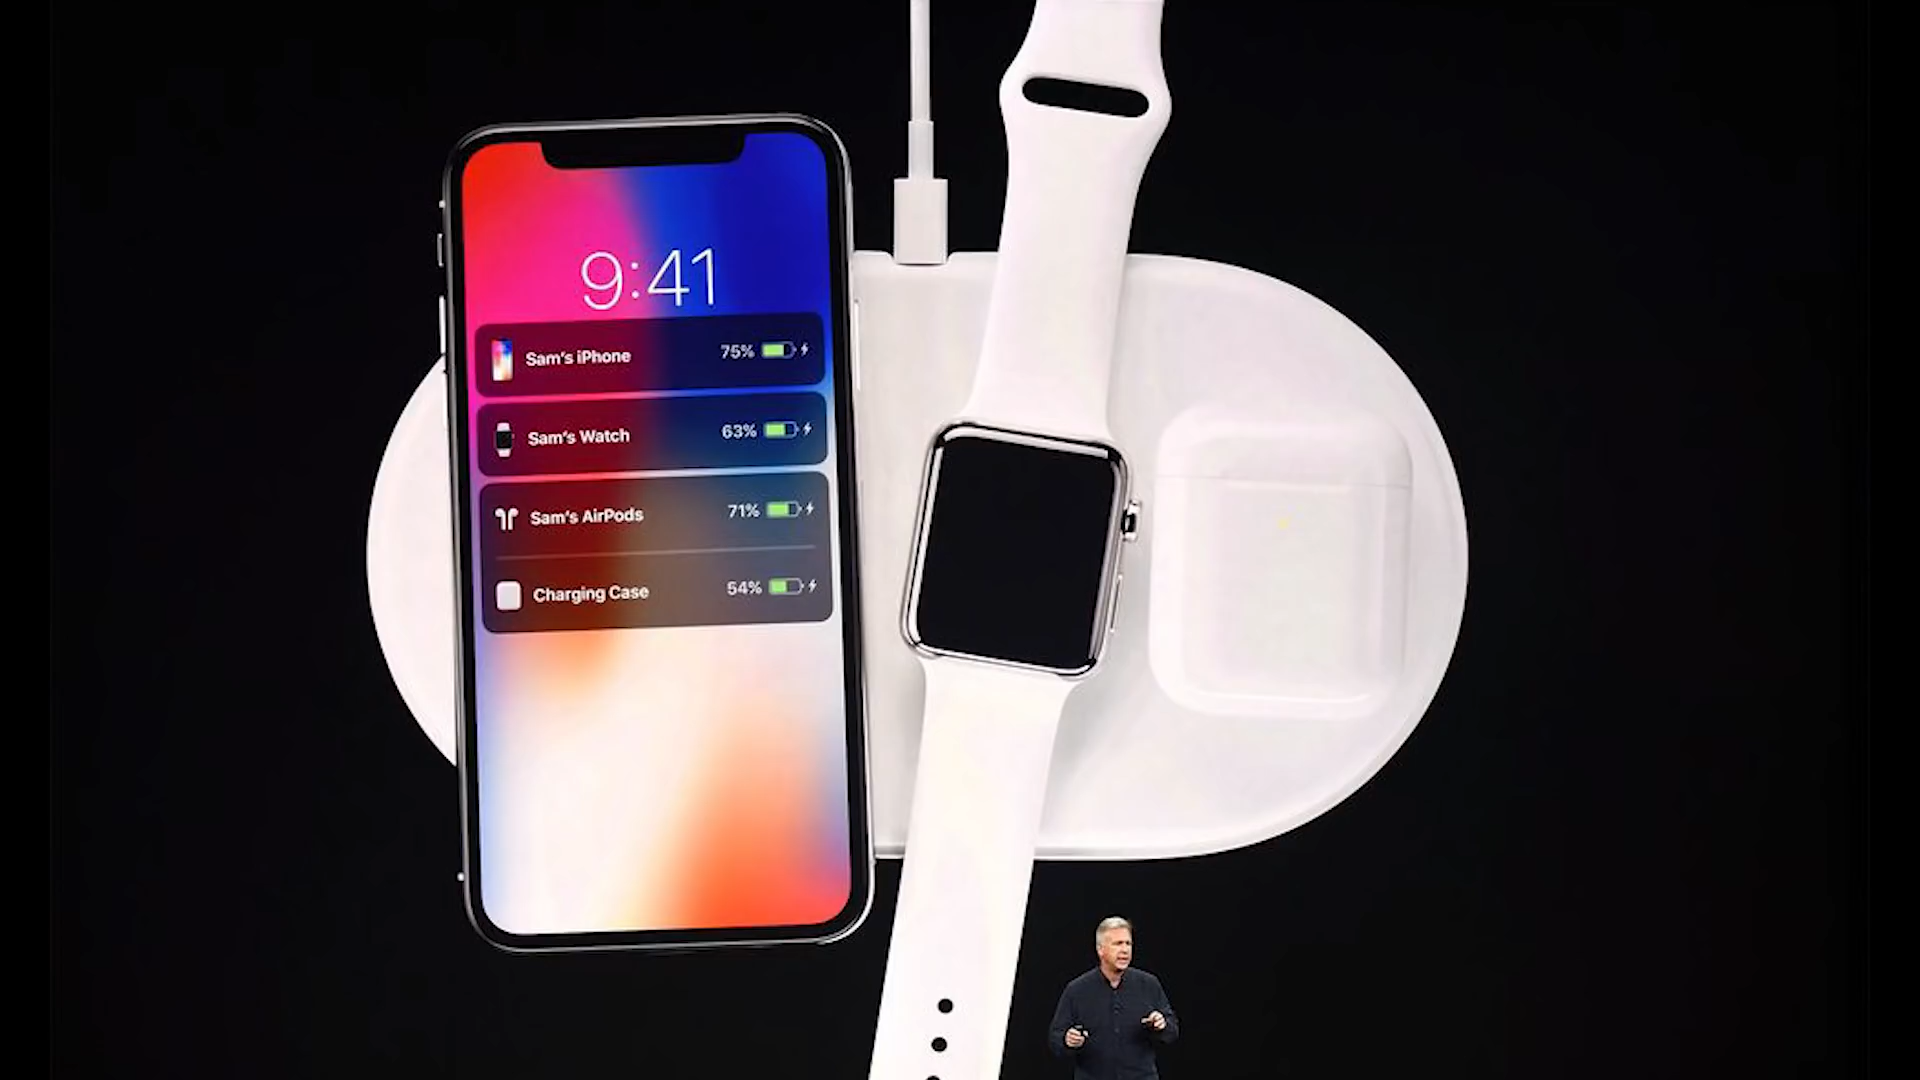 9:41
Sam's iPhone 75%
Sam's Watch 63%
Sam's AirPods 71%
Charging Case 54%